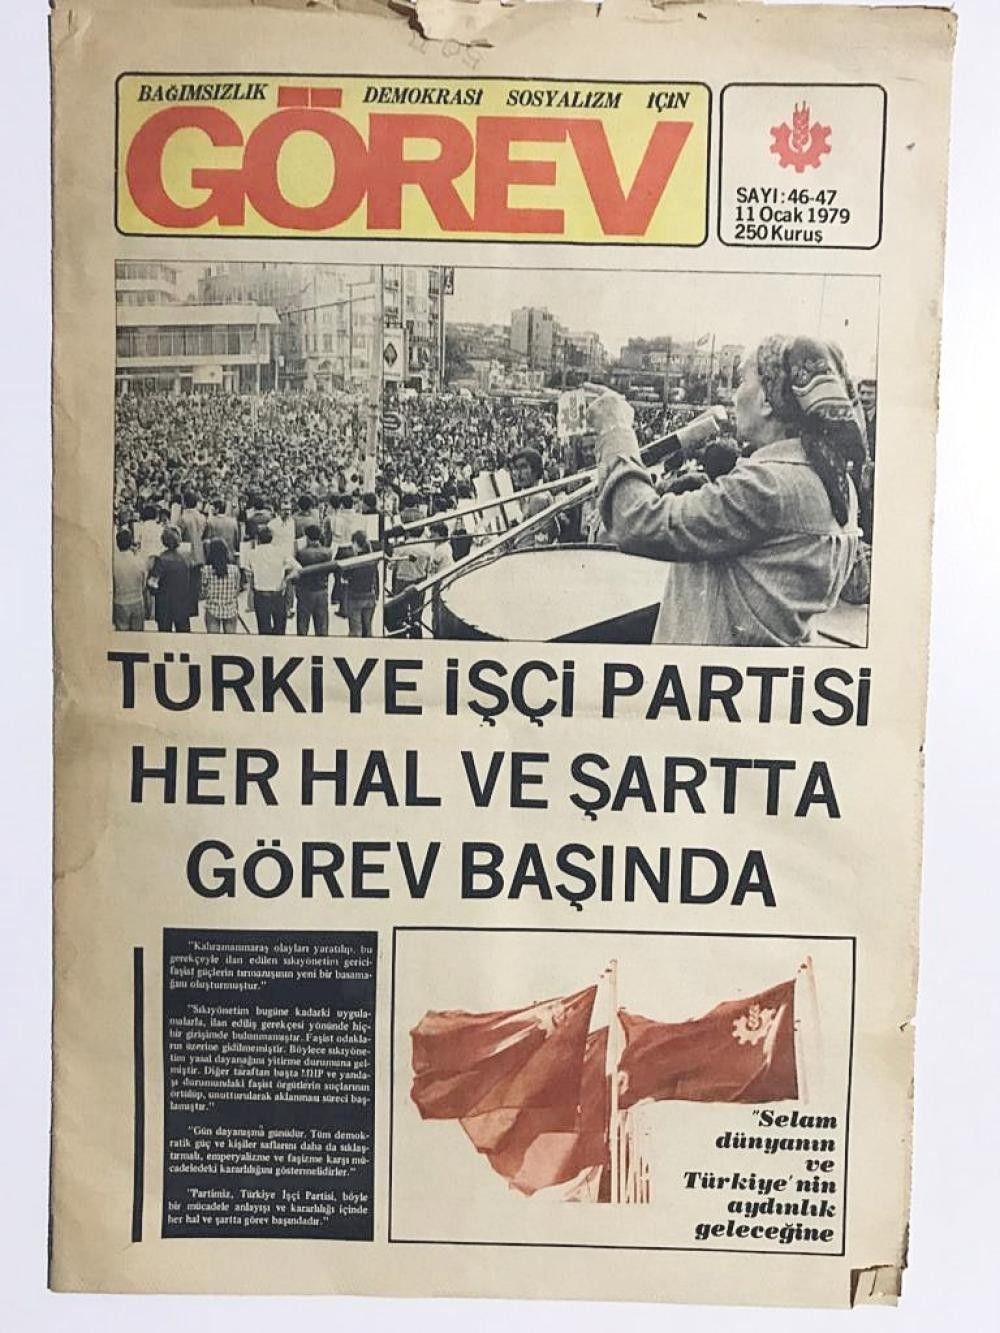 BAĞIMSIZLIK DEMOKRASİ SOSYALİZM İÇİN
GÖREV
SAYI:46-47
11 Ocak 1979
250 Kuruş
TÜRKİYE İŞÇİ PARTİSİ
HER HAL VE ŞARTTA
GÖREV BAŞINDA
"Kahramanmaraş olayları yaratılıp, bu
gerekçeyle ilan edilen sıkıyönetim gerici-
faşist güçlerin tırmanışının yeni bir basama-
ğını oluşturmuştur."
"Sıkıyönetim bugüne kadarki uygula-
malarla, ilan ediliş gerekçesi yönünde hiç-
bir girişimde bulunmamıştır. Faşist odakla-
rın üzerine gidilmemiştir. Böylece sıkıyöne-
tim yasal dayanağını yitirme durumuna gel-
miştir. Diğer taraftan başta MHP ve yanda-
şı durumundaki faşist örgütlerin suçlarının
örtülüp, unutturularak aklanması süreci baş-
lamıştır."
"Gün dayanışma günüdür. Tüm demok-
ratik güç ve kişiler saflarını daha da sıklaş-
tırmalı, emperyalizme ve faşizme karşı mü-
cadeledeki kararlılığını göstermelidirler."
"Partimiz, Türkiye İşçi Partisi, böyle
bir mücadele anlayışı ve kararlılığı içinde
her hal ve şartta görev başındadır."
"Selam
dünyanın
ve
Türkiye'nin
aydınlık
geleceğine